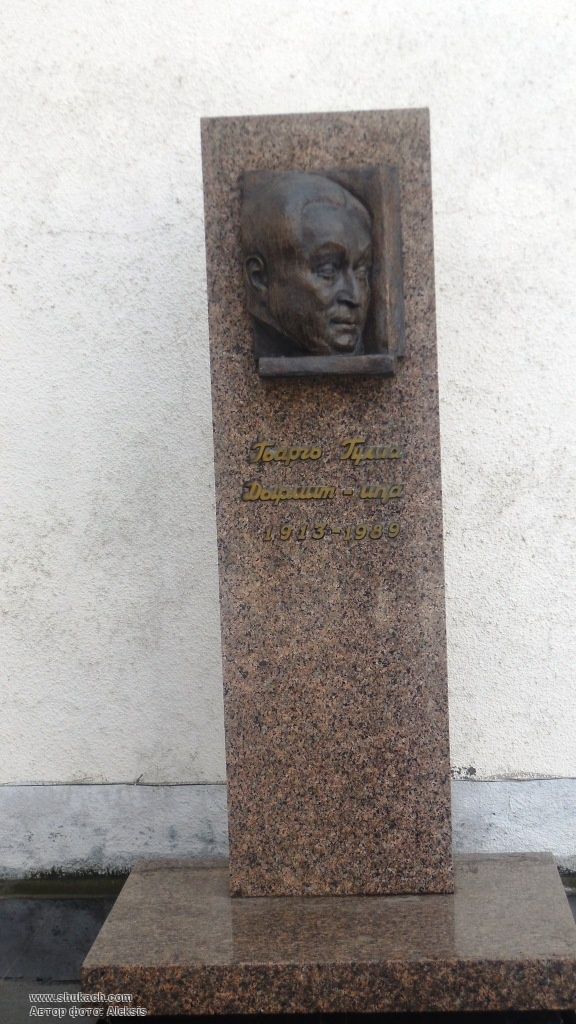 Гьаргь Гулиа
Дырмит-ипа
1913-1989
www.shukach.com
Автор фото: Aleksis